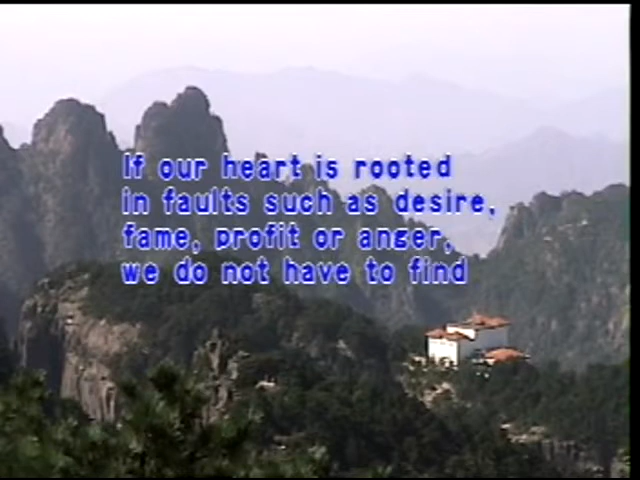 If our heart is rooted
in faults such as desire,
fame, profit or anger,
we do not have to find